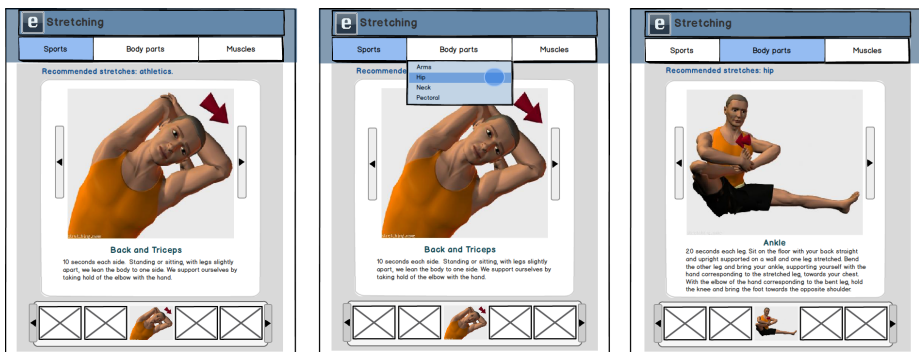 e Stretching
Sports Body parts Muscles
Recommended stretches: athletics.
Back and Triceps
10 seconds each side. Standing or sitting, with legs slightly
apart, we lean the body to one side. We support ourselves by
taking hold of the elbow with the hand.
e Stretching
Sports Body parts Muscles
Recommende
Arms
Hip
Neck
Pectoral
Back and Triceps
10 seconds each side. Standing or sitting, with legs slightly
apart, we lean the body to one side. We support ourselves by
taking hold of the elbow with the hand.
e Stretching
Sports Body parts Muscles
Recommended stretches: hip
Ankle
20 seconds each leg. Sit on the floor with your back straight
and upright supported on a wall and one leg stretched. Bend
the other leg and bring your ankle, supporting yourself with the
hand corresponding to the stretched leg, towards your chest.
With the elbow of the hand corresponding to the bent leg, hold
the knee and bring the foot towards the opposite shoulder.